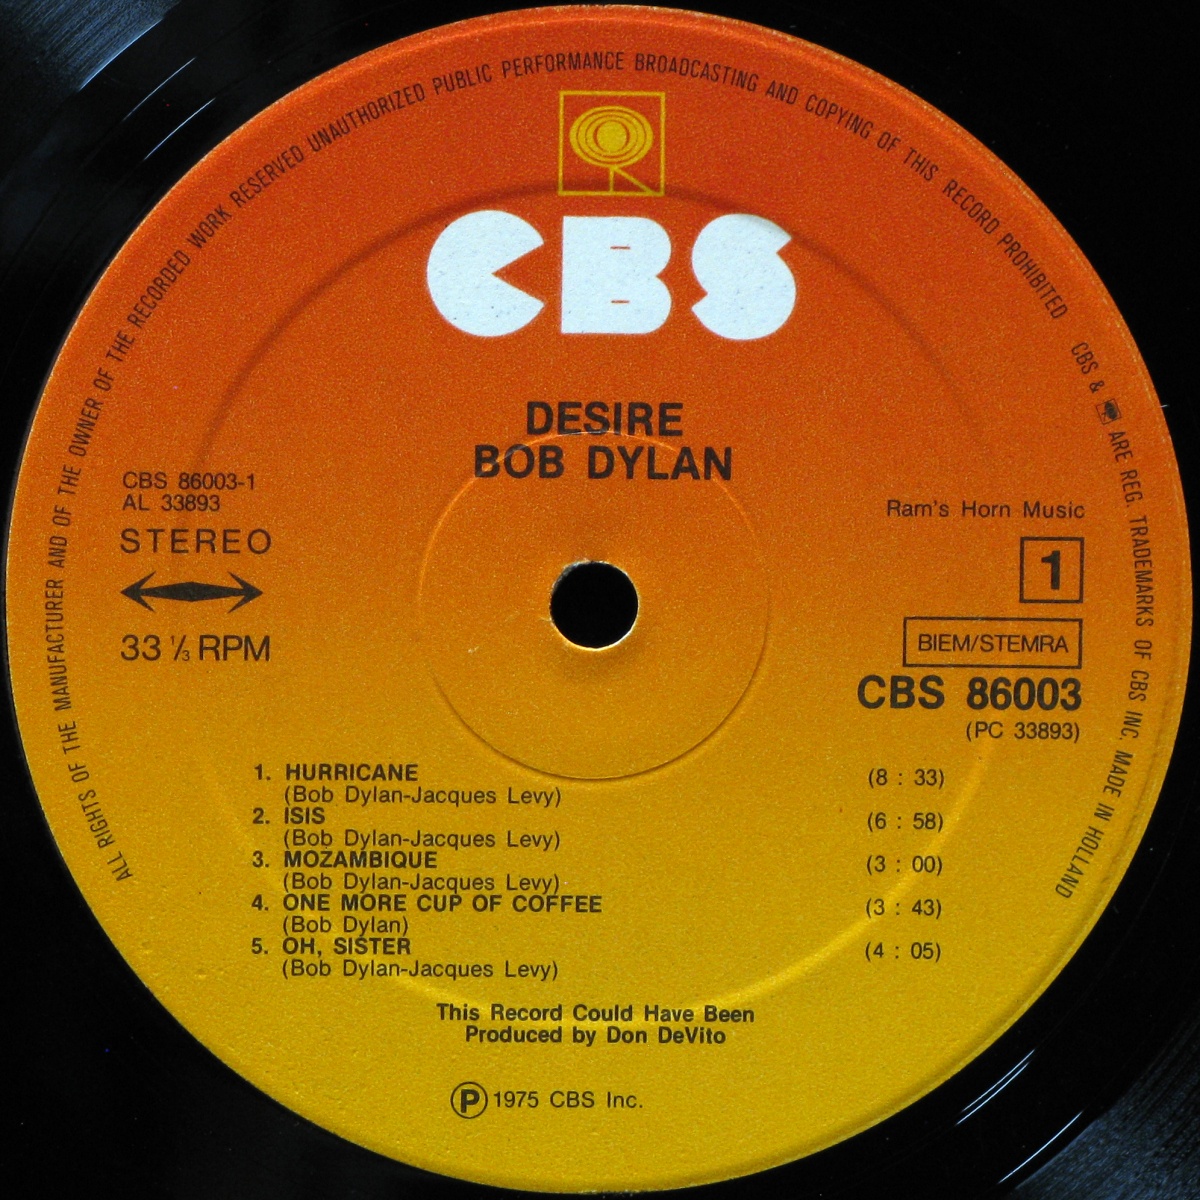 ALL RIGHTS OF THE MANUFACTURER AND OF THE OWNER OF THE RECORDED WORK RESERVED UNAUTHORIZED PUBLIC PERFORMANCE BROADCASTING AND COPYING OF THIS RECORD PROHIBITED
CBS & ARE REG. TRADEMARKS OF CBS INC. MADE IN HOLLAND
CBS
DESIRE
BOB DYLAN
CBS 86003-1
AL 33893
STEREO
33 ⅓ RPM
Ram's Horn Music
1
BIEM/STEMRA
CBS 86003
(PC 33893)
1. HURRICANE (8 : 33)
(Bob Dylan-Jacques Levy)
2. ISIS (6 : 58)
(Bob Dylan-Jacques Levy)
3. MOZAMBIQUE (3 : 00)
(Bob Dylan-Jacques Levy)
4. ONE MORE CUP OF COFFEE (3 : 43)
(Bob Dylan)
5. OH, SISTER (4 : 05)
(Bob Dylan-Jacques Levy)
This Record Could Have Been
Produced by Don DeVito
Ⓟ 1975 CBS Inc.